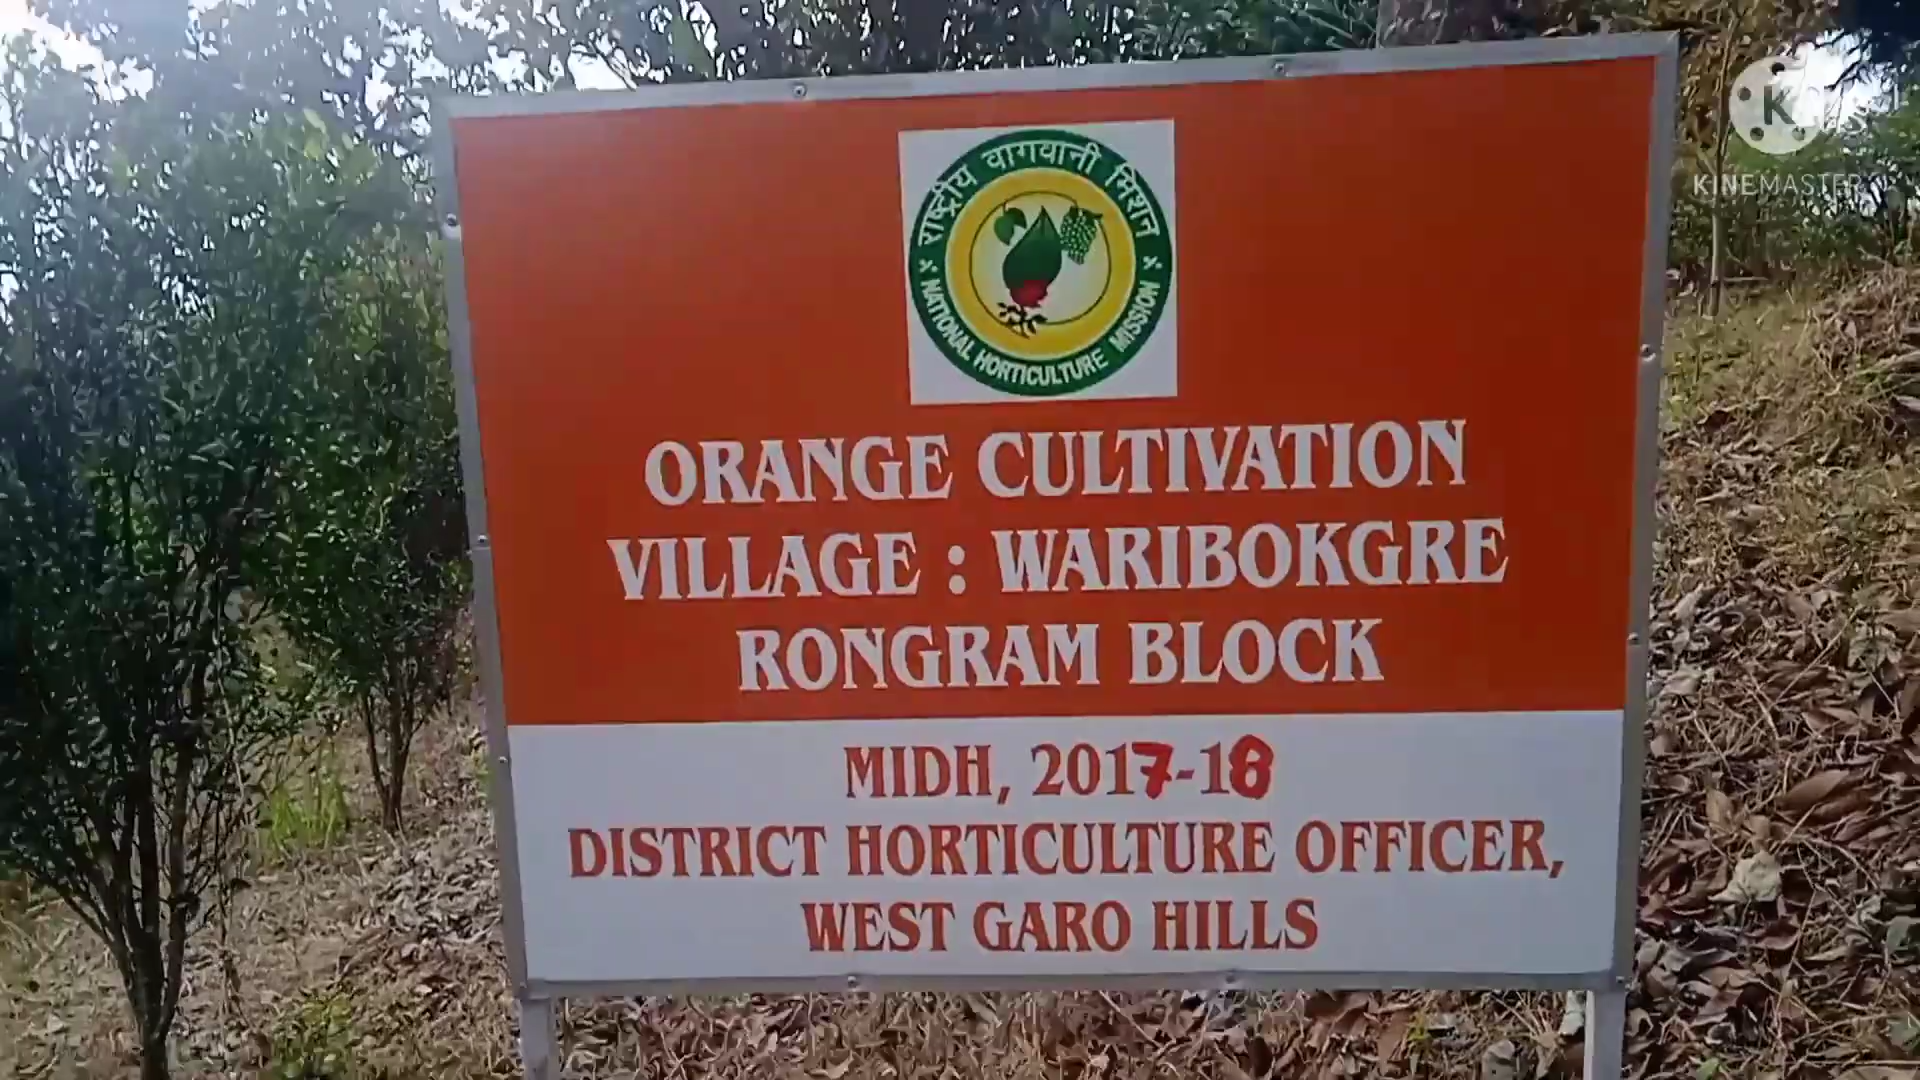 राष्ट्रीय वागवानी मिशन
NATIONAL HORTICULTURE MISSION
K
KINEMASTER
ORANGE CULTIVATION
VILLAGE : WARIBOKGRE
RONGRAM BLOCK
MIDH, 2017-18
DISTRICT HORTICULTURE OFFICER,
WEST GARO HILLS